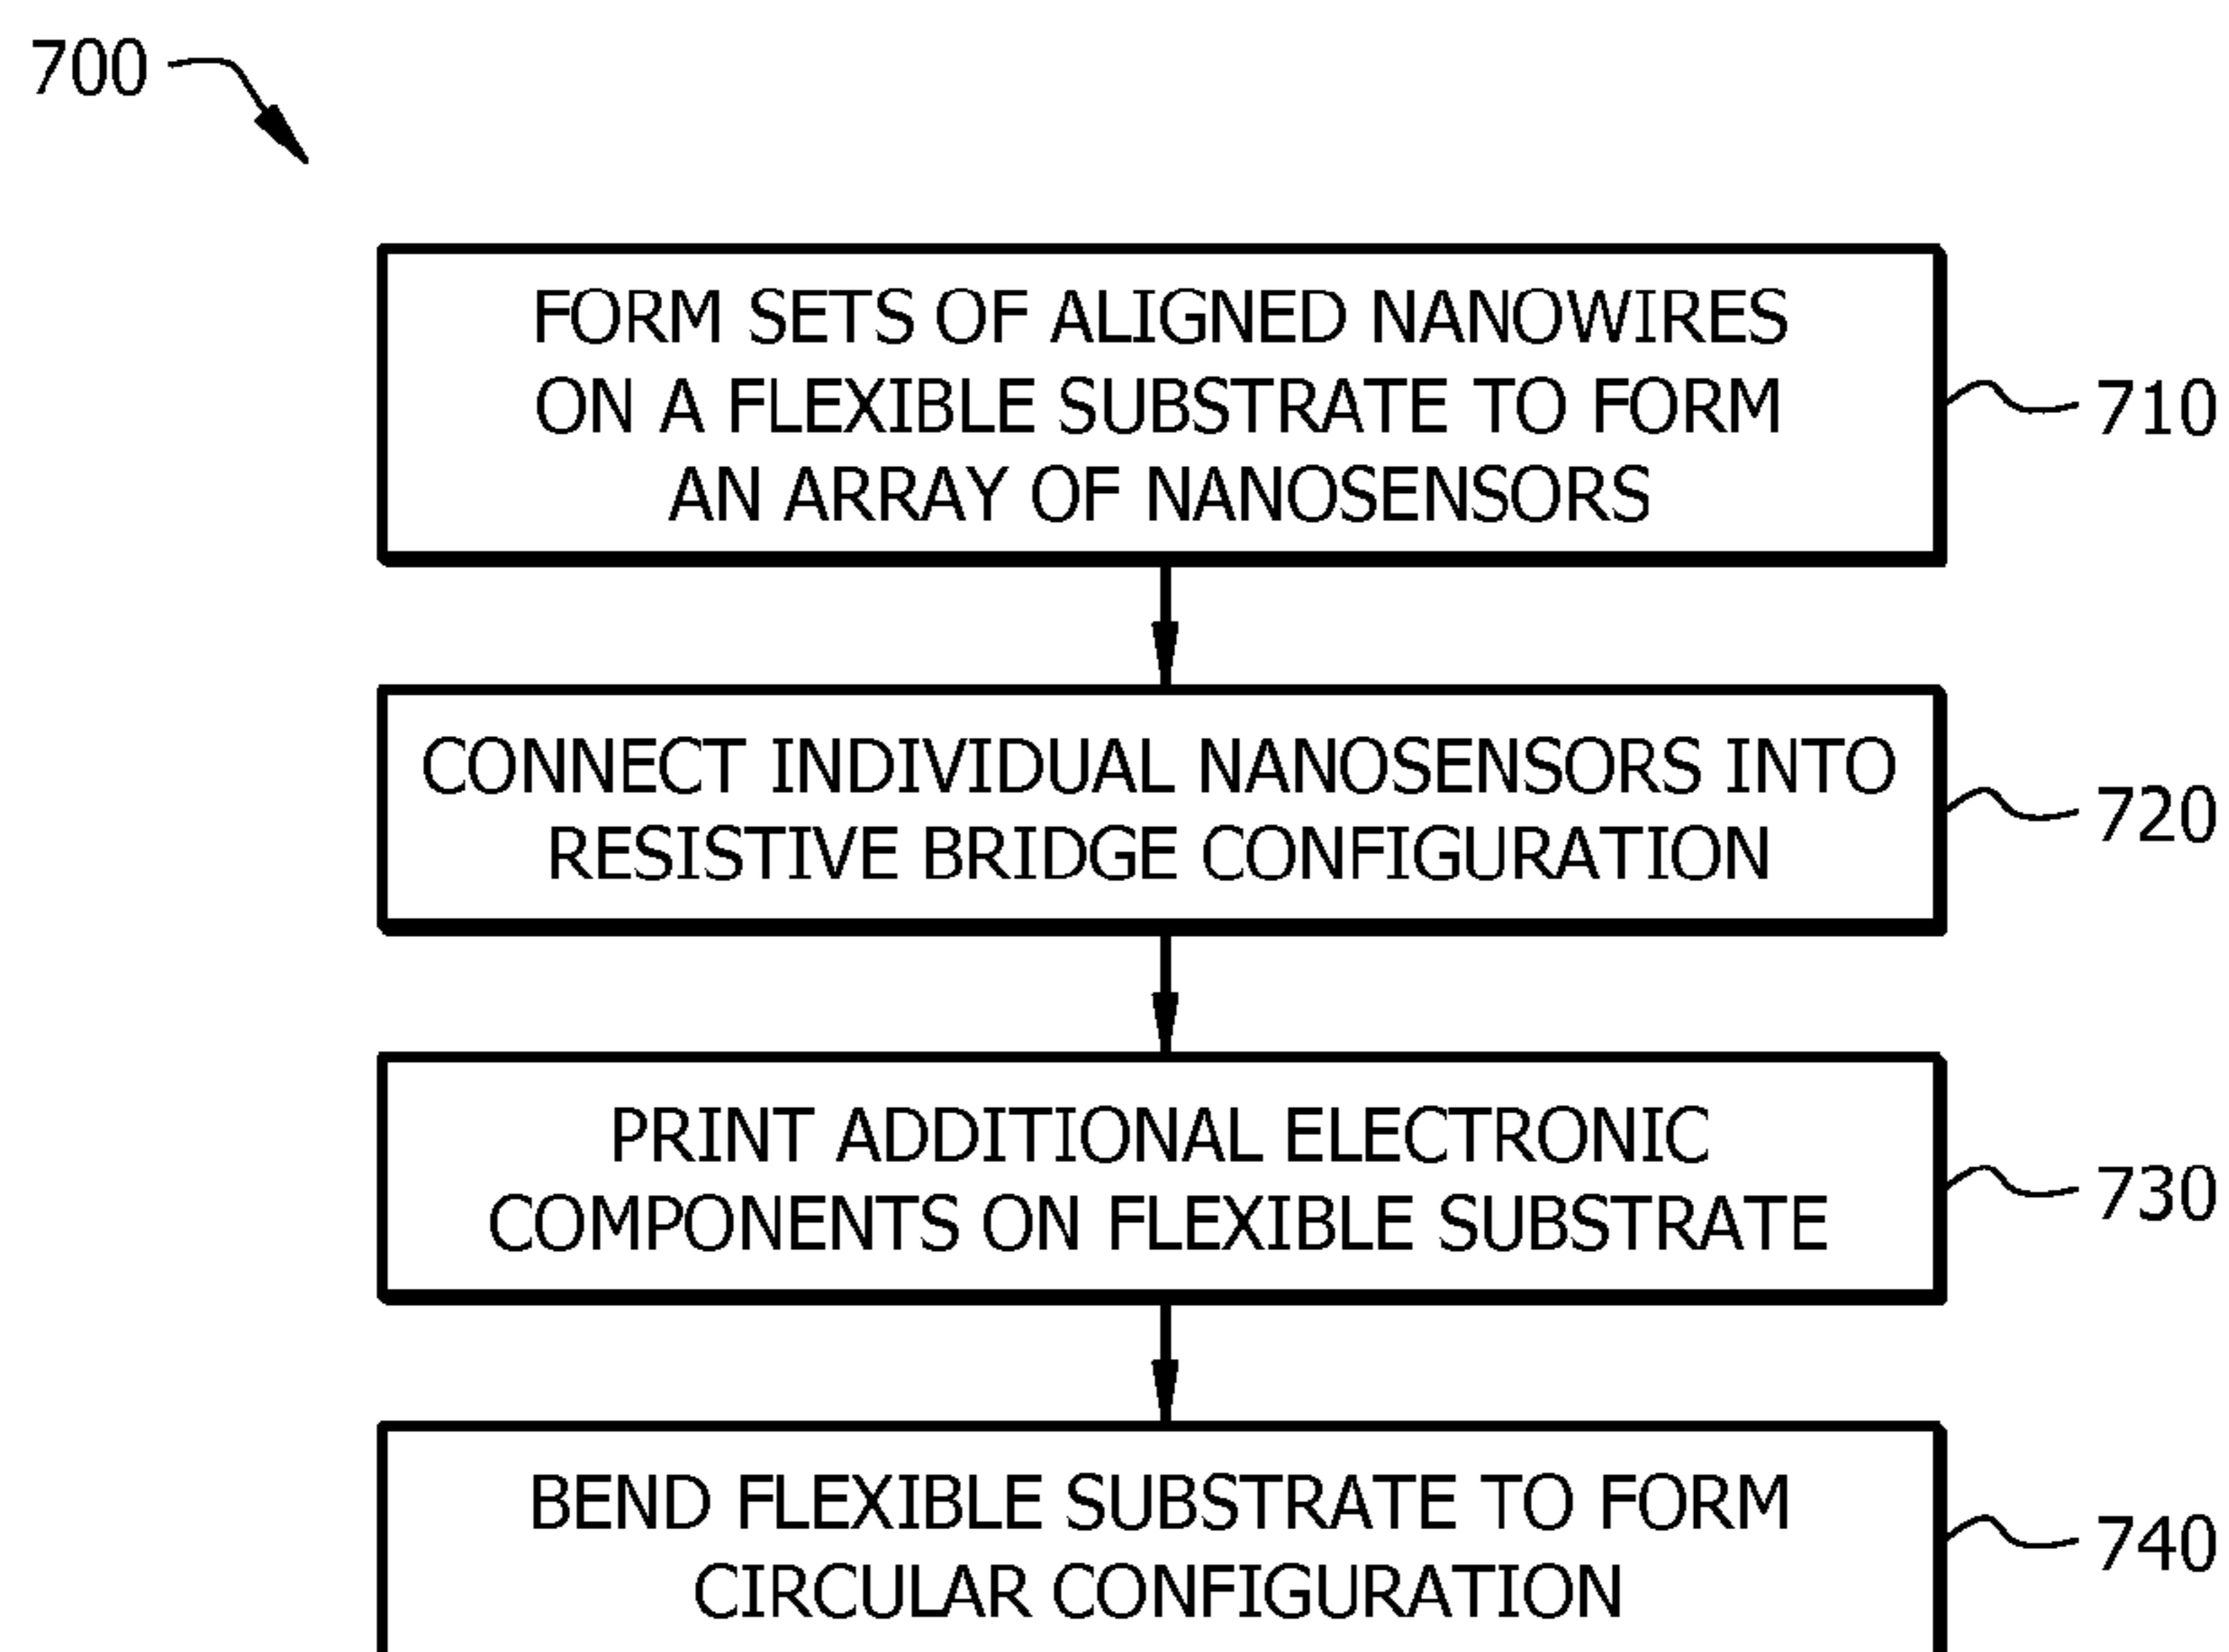 700
FORM SETS OF ALIGNED NANOWIRES
ON A FLEXIBLE SUBSTRATE TO FORM
AN ARRAY OF NANOSENSORS
710
CONNECT INDIVIDUAL NANOSENSORS INTO
RESISTIVE BRIDGE CONFIGURATION
720
PRINT ADDITIONAL ELECTRONIC
COMPONENTS ON FLEXIBLE SUBSTRATE
730
BEND FLEXIBLE SUBSTRATE TO FORM
CIRCULAR CONFIGURATION
740